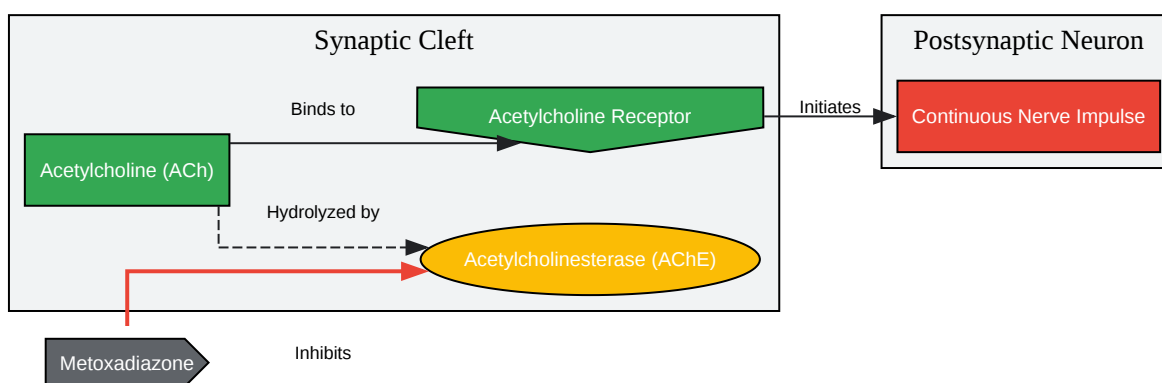 Synaptic Cleft
Postsynaptic Neuron
Binds to
Acetylcholine Receptor
Initiates
Continuous Nerve Impulse
Acetylcholine (ACh)
Hydrolyzed by
Acetylcholinesterase (AChE)
Metoxadiazone
Inhibits